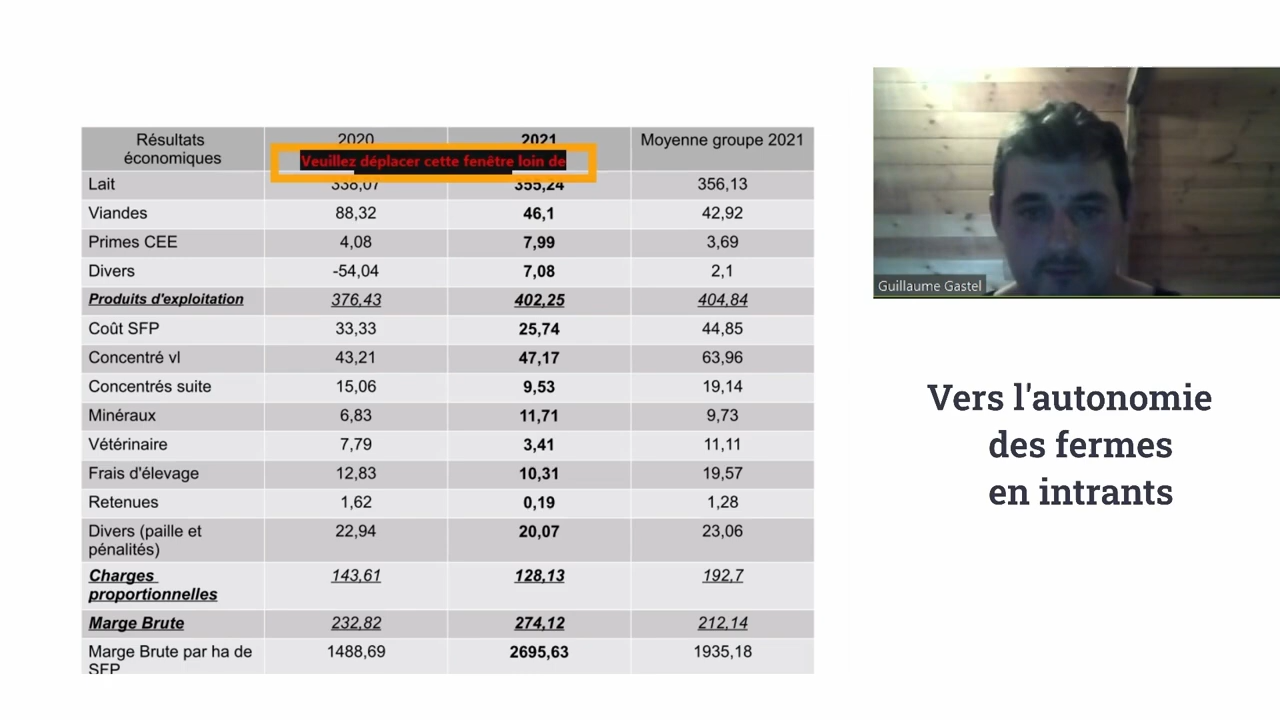 Résultats économiques 2020 2021 Moyenne groupe 2021
Veuillez déplacer cette fenêtre loin de
Lait 338,07 355,24 356,13
Viandes 88,32 46,1 42,92
Primes CEE 4,08 7,99 3,69
Divers -54,04 7,08 2,1
Produits d'exploitation 376,43 402,25 404,84
Coût SFP 33,33 25,74 44,85
Concentré vl 43,21 47,17 63,96
Concentrés suite 15,06 9,53 19,14
Minéraux 6,83 11,71 9,73
Vétérinaire 7,79 3,41 11,11
Frais d'élevage 12,83 10,31 19,57
Retenues 1,62 0,19 1,28
Divers (paille et pénalités) 22,94 20,07 23,06
Charges proportionnelles 143,61 128,13 192,7
Marge Brute 232,82 274,12 212,14
Marge Brute par ha de SFP 1488,69 2695,63 1935,18
Guillaume Gastel
Vers l'autonomie
des fermes
en intrants